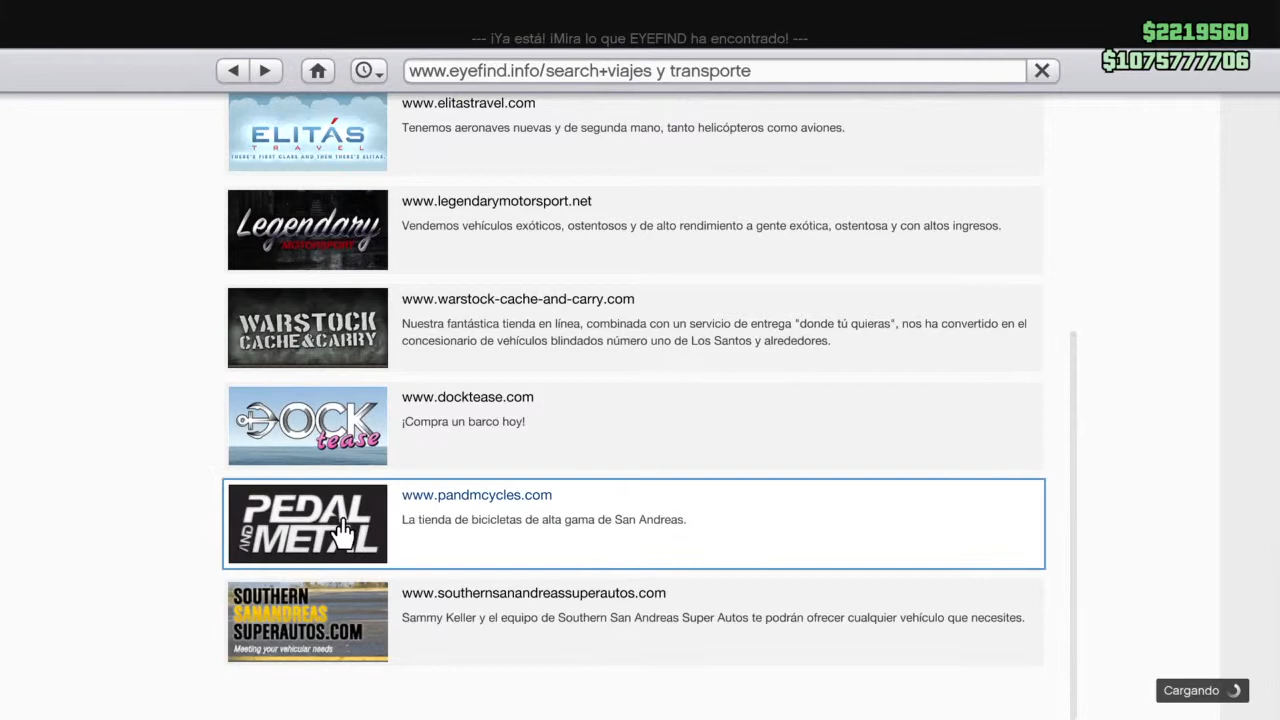 --- ¡Ya está! ¡Mira lo que EYEFIND ha encontrado! ---
$2219560
$1075777706
www.eyefind.info/search+viajes y transporte
www.elitastravel.com
ELITÁS
TRAVEL
THERE'S FIRST CLASS AND THEN THERE'S ELITÁS.
Tenemos aeronaves nuevas y de segunda mano, tanto helicópteros como aviones.
www.legendarymotorsport.net
Legendary
MOTORSPORT
Vendemos vehículos exóticos, ostentosos y de alto rendimiento a gente exótica, ostentosa y con altos ingresos.
www.warstock-cache-and-carry.com
WARSTOCK
CACHE&CARRY
Nuestra fantástica tienda en línea, combinada con un servicio de entrega "donde tú quieras", nos ha convertido en el
concesionario de vehículos blindados número uno de Los Santos y alrededores.
www.docktease.com
DOCK
tease
¡Compra un barco hoy!
www.pandmcycles.com
PEDAL
AND METAL
La tienda de bicicletas de alta gama de San Andreas.
www.southernsanandreassuperautos.com
SOUTHERN
SANANDREAS
SUPERAUTOS.COM
Meeting your vehicular needs
Sammy Keller y el equipo de Southern San Andreas Super Autos te podrán ofrecer cualquier vehículo que necesites.
Cargando